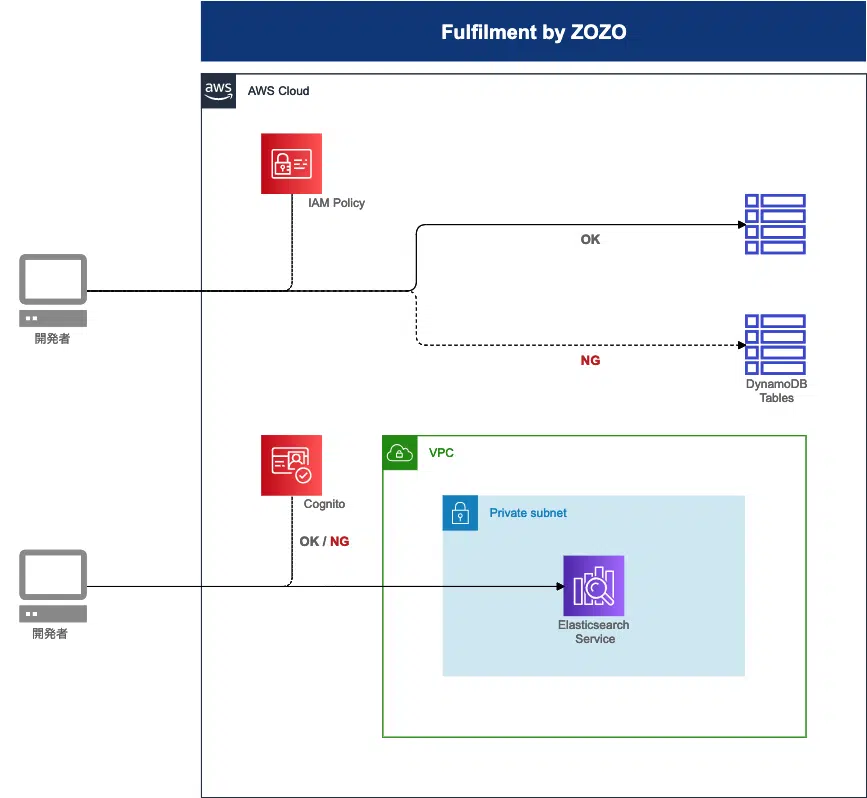 Fulfilment by ZOZO
aws
AWS Cloud
IAM Policy
OK
開発者
NG
DynamoDB
Tables
VPC
Cognito
Private subnet
OK / NG
開発者
Elasticsearch
Service